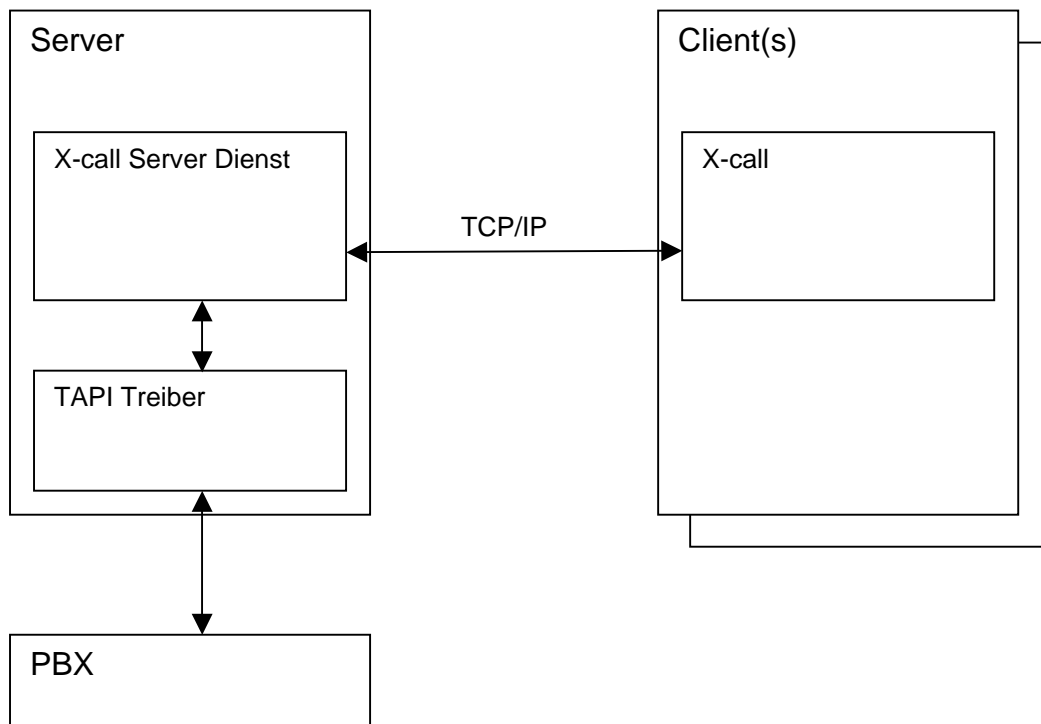 Server
Client(s)
X-call Server Dienst
X-call
TCP/IP
TAPI Treiber
PBX